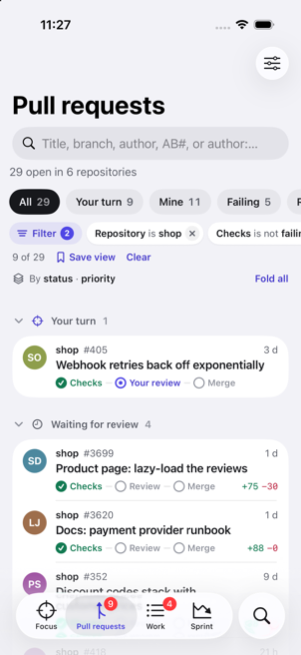 11:27
Pull requests
Title, branch, author, AB#, or author:...
29 open in 6 repositories
All 29
Your turn 9
Mine 11
Failing 5
Filter 2
Repository is shop ×
Checks is not
9 of 29
Save view
Clear
By status · priority
Fold all
Your turn 1
SO
shop #405
3 d
Webhook retries back off exponentially
Checks
Your review
Merge
Waiting for review 4
SD
shop #3699
1 d
Product page: lazy-load the reviews
Checks
Review
Merge
+75 −30
LJ
shop #3620
1 d
Docs: payment provider runbook
Checks
Review
Merge
+88 −0
PS
shop #352
9 d
Discount codes stack with
Focus
9
Pull requests
4
Work
Sprint
shop #418
21 h